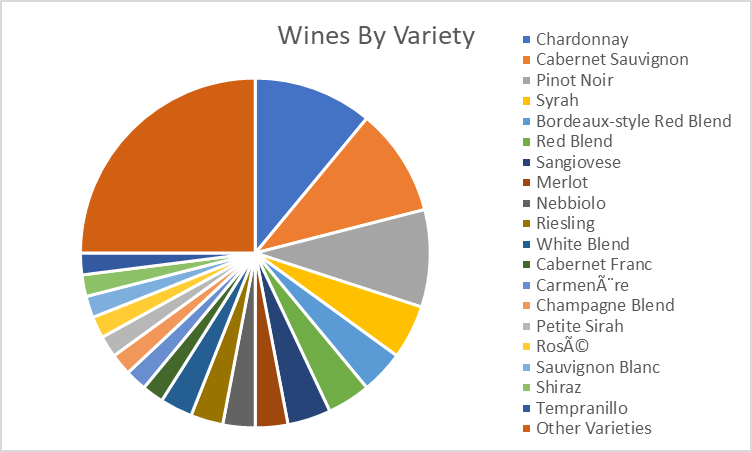 Wines By Variety
Chardonnay
Cabernet Sauvignon
Pinot Noir
Syrah
Bordeaux-style Red Blend
Red Blend
Sangiovese
Merlot
Nebbiolo
Riesling
White Blend
Cabernet Franc
CarmenÃ¨re
Champagne Blend
Petite Sirah
RosÃ©
Sauvignon Blanc
Shiraz
Tempranillo
Other Varieties